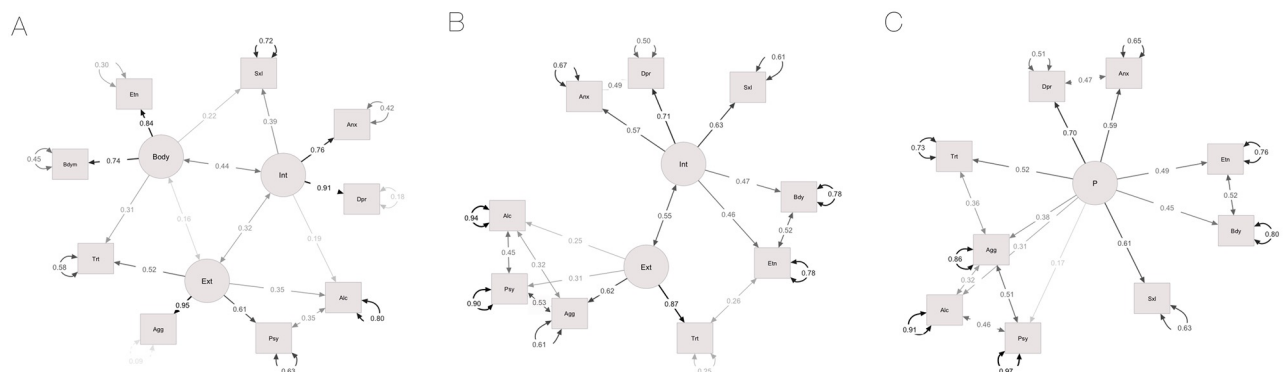 A
B
C
0.72
0.30
Sxl
Etn
0.22
0.42
0.84
0.39
Anx
0.45
Bdym
0.74
Body
0.76
0.44
Int
0.91
Dpr
0.18
0.31
0.16
0.32
0.19
0.58
Trt
0.52
Ext
0.35
Alc
0.95
0.61
0.80
Agg
0.35
Psy
0.63
0.50
0.67
0.61
Dpr
Anx
0.49
Sxl
0.71
0.57
0.63
Int
0.47
0.46
Bdy
0.78
0.94
Alc
0.55
0.52
0.25
0.45
0.32
Ext
Etn
0.78
0.90
Psy
0.31
0.53
0.62
0.87
0.26
Agg
0.61
Trt
0.51
0.65
Dpr
0.47
Anx
0.70
0.59
0.73
Trt
0.52
P
0.49
Etn
0.76
0.36
0.38
0.45
0.52
0.31
Bdy
0.80
0.86
Agg
0.17
0.61
0.32
0.51
Sxl
0.91
Alc
0.46
Psy
0.63
0.97